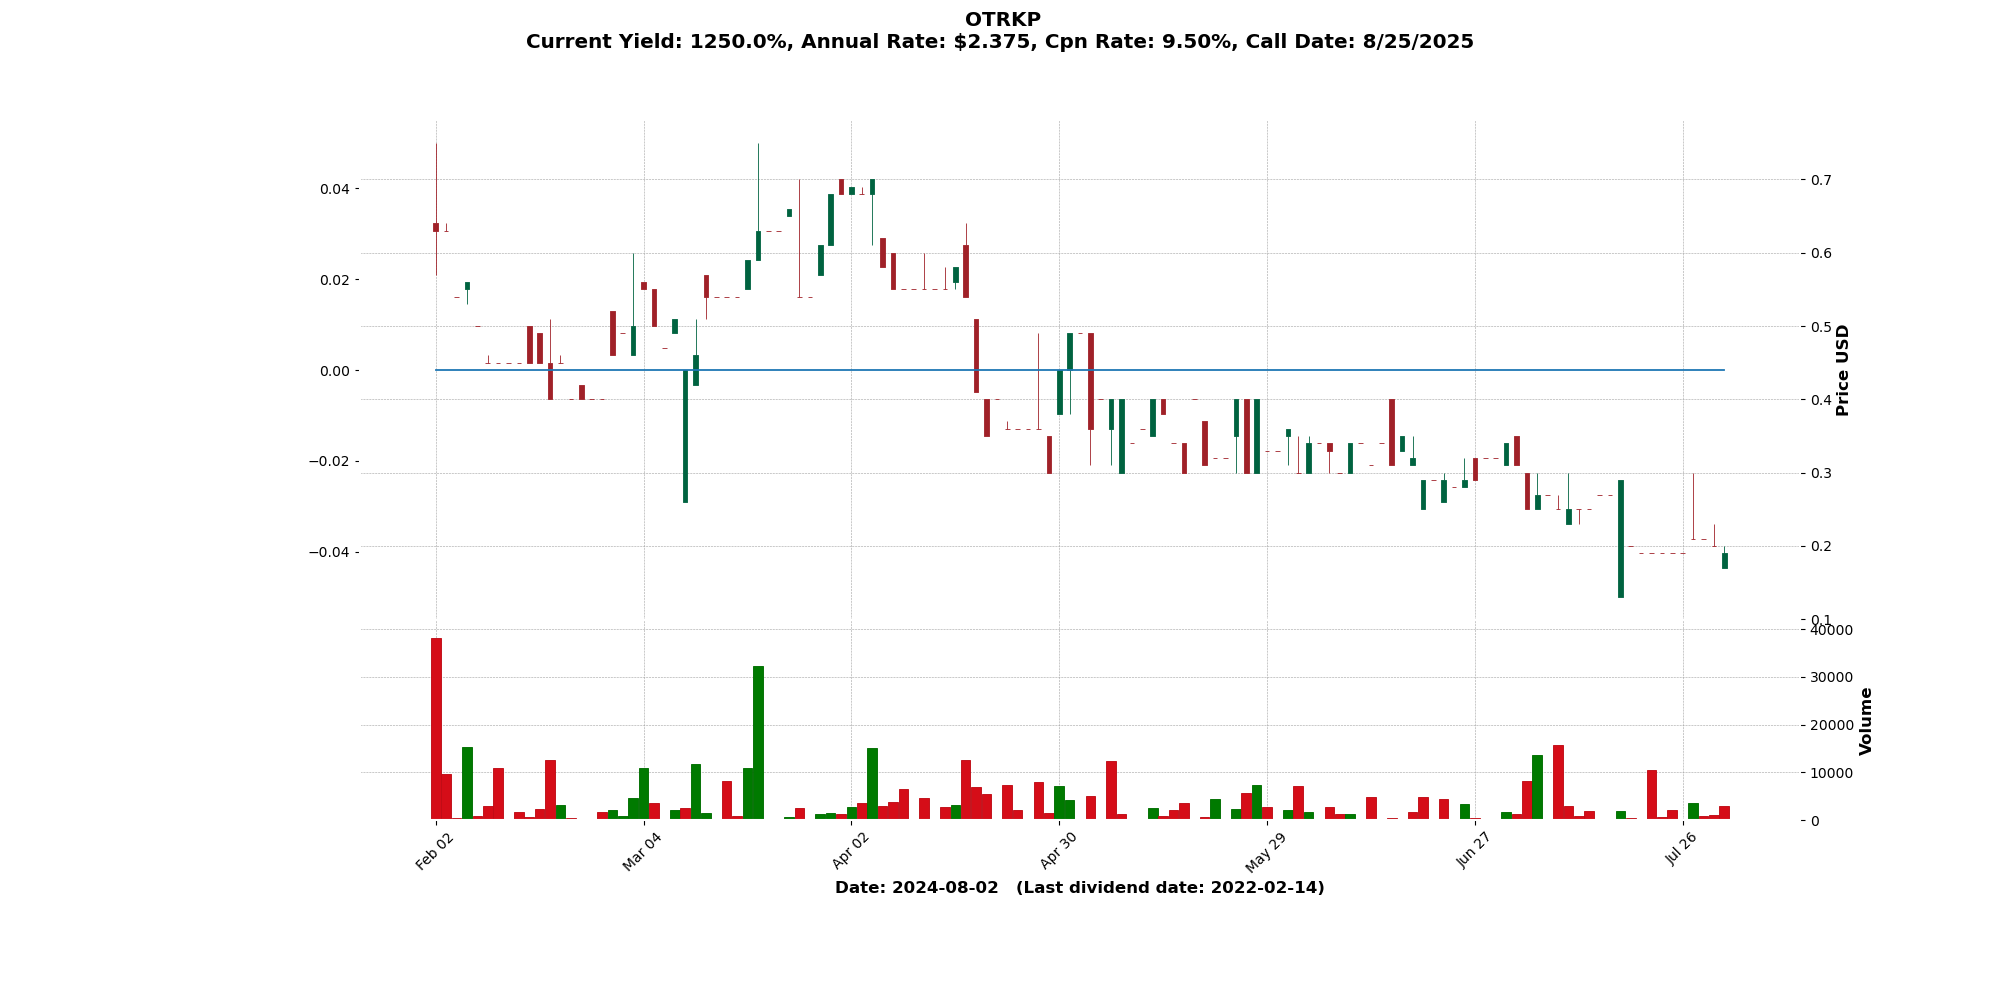 OTRKP
Current Yield: 1250.0%, Annual Rate: $2.375, Cpn Rate: 9.50%, Call Date: 8/25/2025
0.04
0.02
0.00
−0.02
−0.04
0.7
0.6
0.5
0.4
0.3
0.2
0.1
Price USD
40000
30000
20000
10000
0
Volume
Feb 02
Mar 04
Apr 02
Apr 30
May 29
Jun 27
Jul 26
Date: 2024-08-02 (Last dividend date: 2022-02-14)